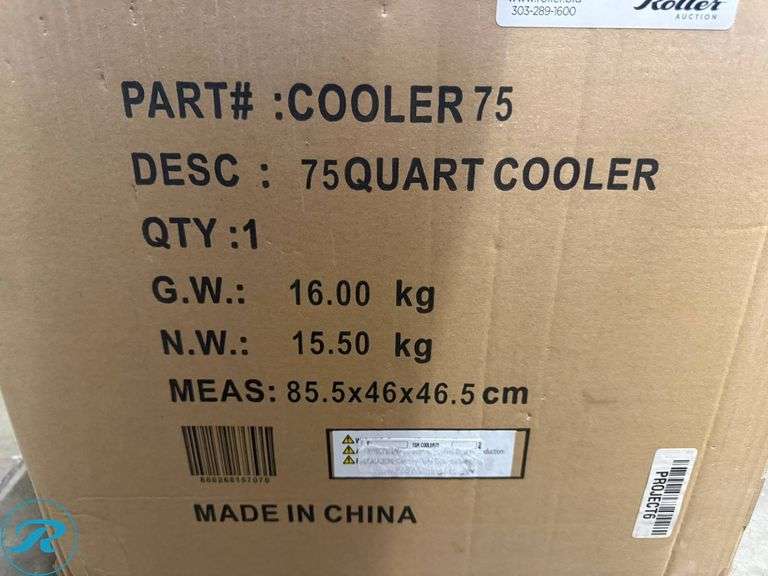 303-289-1600
Roller
AUCTION
PART# :COOLER 75
DESC : 75QUART COOLER
QTY :1
G.W.: 16.00 kg
N.W.: 15.50 kg
MEAS: 85.5x46x46.5 cm
PROJECT6
MADE IN CHINA